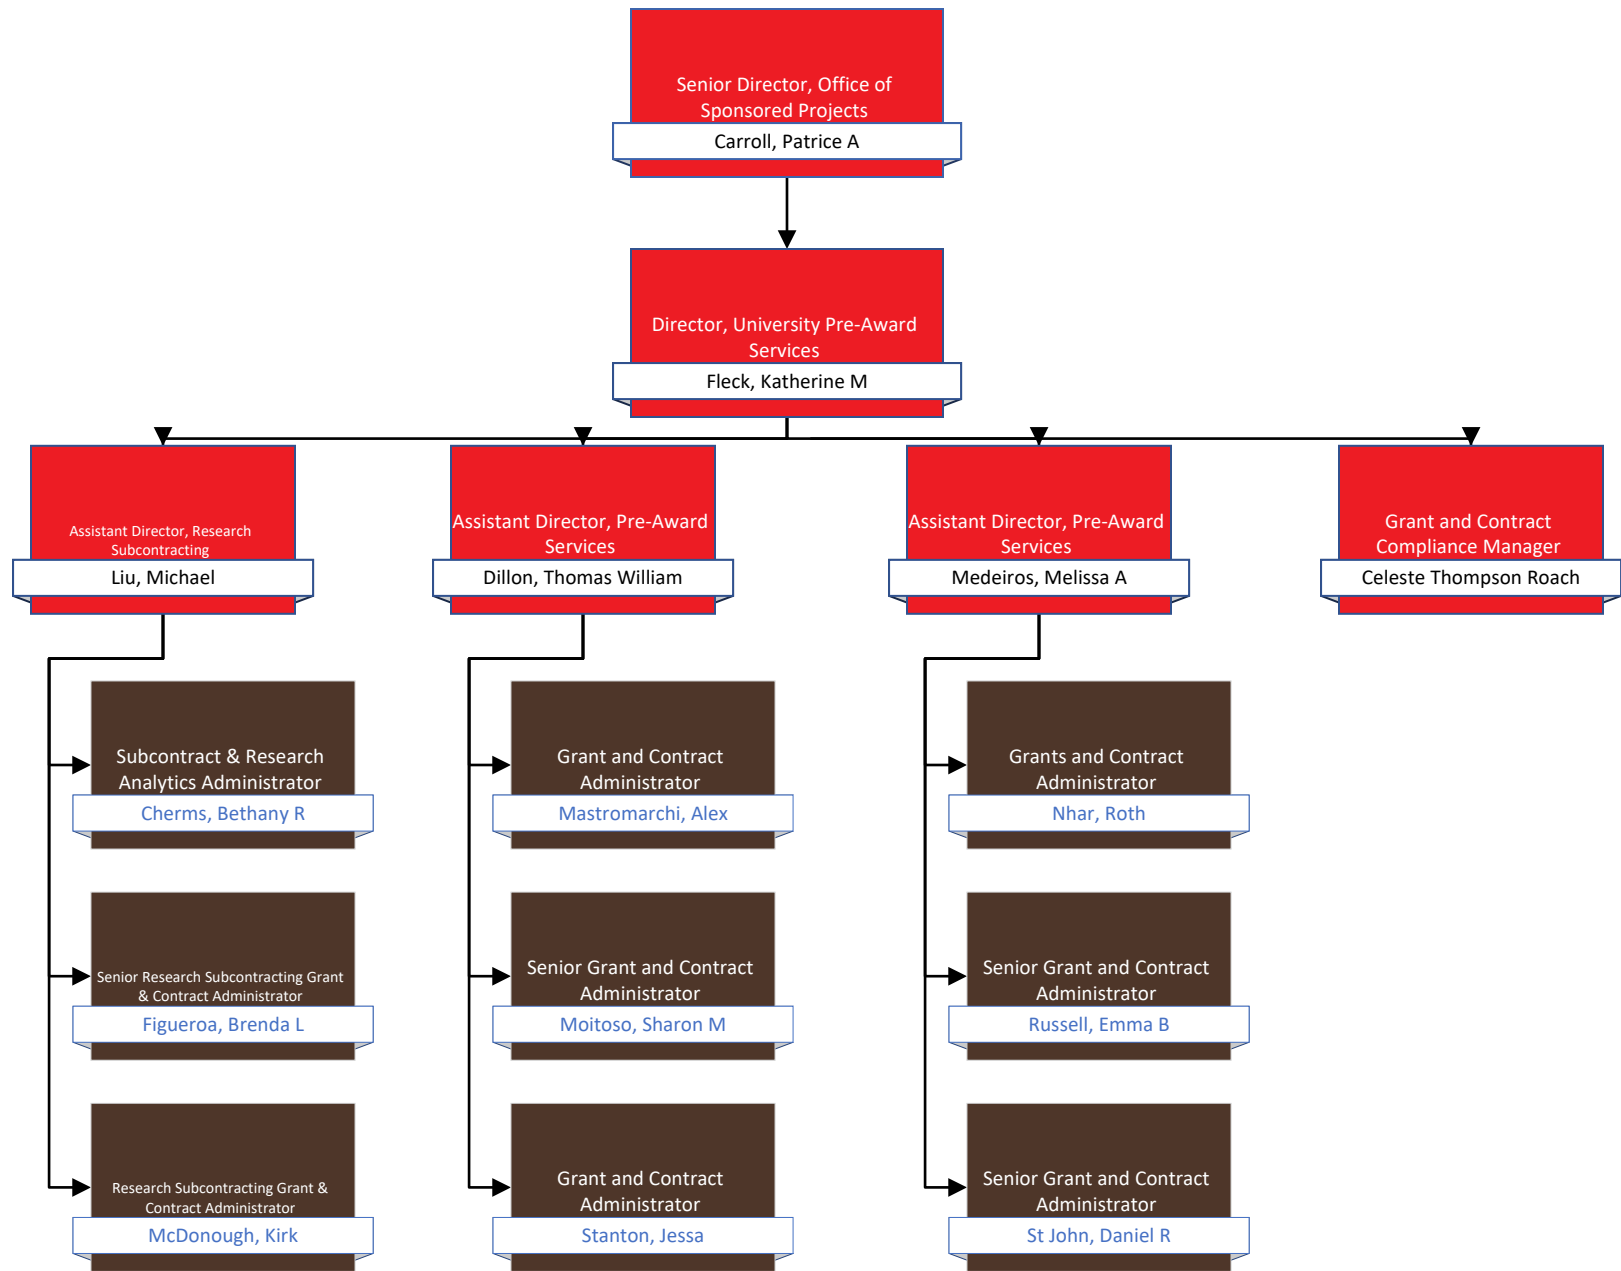 Senior Director, Office of
Sponsored Projects
Carroll, Patrice A
Director, University Pre-Award
Services
Fleck, Katherine M
Assistant Director, Research
Subcontracting
Liu, Michael
Assistant Director, Pre-Award
Services
Dillon, Thomas William
Assistant Director, Pre-Award
Services
Medeiros, Melissa A
Grant and Contract
Compliance Manager
Celeste Thompson Roach
Subcontract & Research
Analytics Administrator
Cherms, Bethany R
Grant and Contract
Administrator
Mastromarchi, Alex
Grants and Contract
Administrator
Nhar, Roth
Senior Research Subcontracting Grant
& Contract Administrator
Figueroa, Brenda L
Senior Grant and Contract
Administrator
Moitoso, Sharon M
Senior Grant and Contract
Administrator
Russell, Emma B
Research Subcontracting Grant &
Contract Administrator
McDonough, Kirk
Grant and Contract
Administrator
Stanton, Jessa
Senior Grant and Contract
Administrator
St John, Daniel R